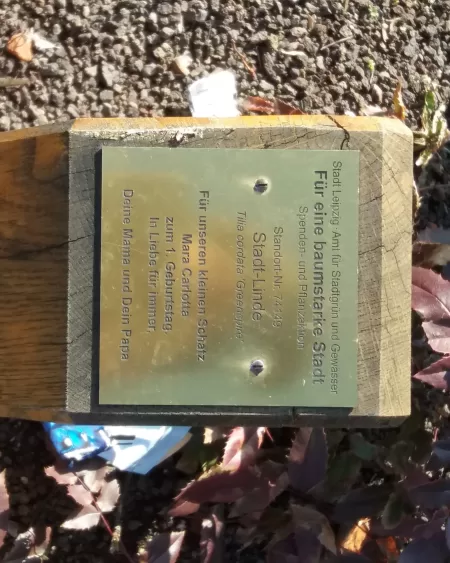 Stadt Leipzig, Amt für Stadtgrün und Gewässer
Für eine baumstarke Stadt
Spenden- und Pflanzaktion
Standort-Nr.
Stadt-Linde
Tilia cordata 'Greenspire'
Für unseren kleinen Schatz
Mara Carlotta
zum 1. Geburtstag.
In Liebe für immer,
Deine Mama und Dein Papa